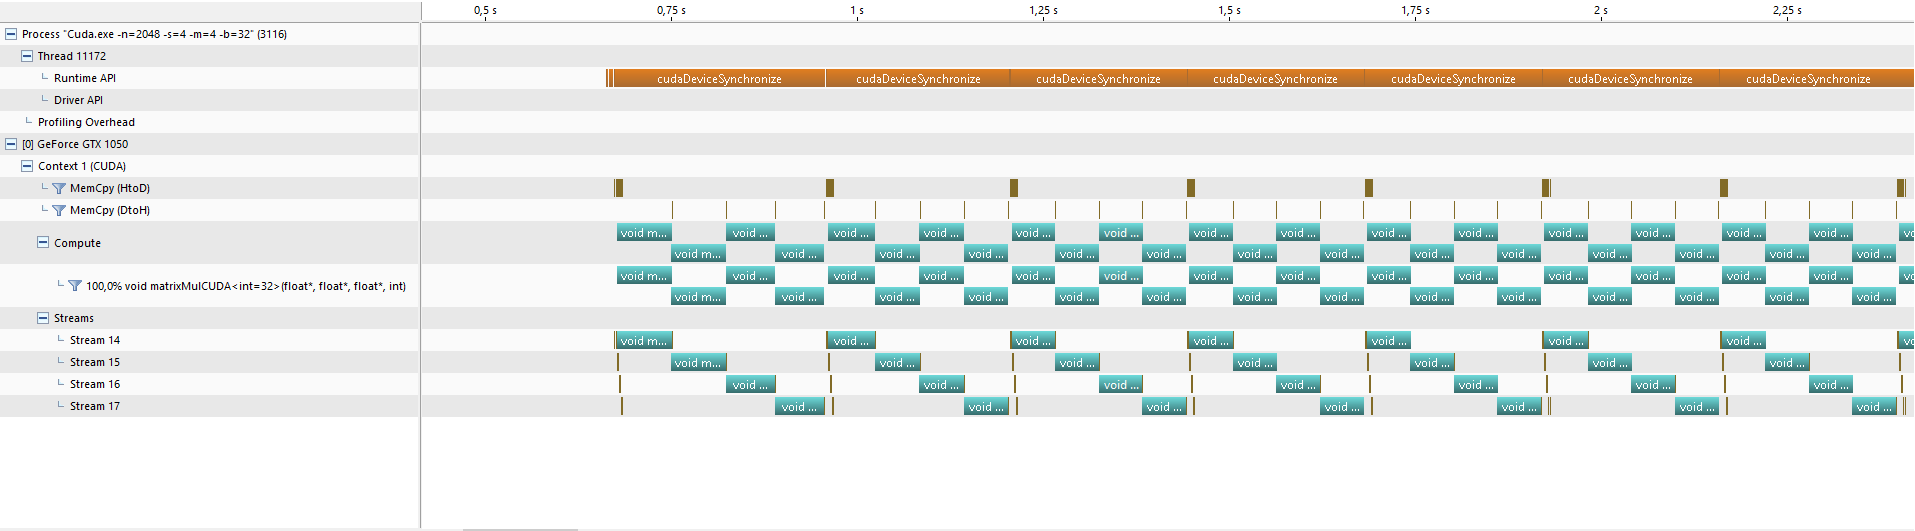 0,5 s 0,75 s 1 s 1,25 s 1,5 s 1,75 s 2 s 2,25 s
Process "Cuda.exe -n=2048 -s=4 -m=4 -b=32" (3116)
Thread 11172
Runtime API cudaDeviceSynchronize cudaDeviceSynchronize cudaDeviceSynchronize cudaDeviceSynchronize cudaDeviceSynchronize cudaDeviceSynchronize cudaDeviceSynchronize
Driver API
Profiling Overhead
[0] GeForce GTX 1050
Context 1 (CUDA)
MemCpy (HtoD)
MemCpy (DtoH)
void m... void ... void ... void ... void ... void ... void ... void ... void ... void ... void ... void ... void ... void ... vo
Compute
void m... void ... void ... void ... void ... void ... void ... void ... void ... void ... void ... void ... void ... void ...
void m... void ... void ... void ... void ... void ... void ... void ... void ... void ... void ... void ... void ... void ... vo
100,0% void matrixMulCUDA<int=32>(float*, float*, float*, int)
void m... void ... void ... void ... void ... void ... void ... void ... void ... void ... void ... void ... void ... void ...
Streams
Stream 14 void m... void ... void ... void ... void ... void ... void ... vo
Stream 15 void m... void ... void ... void ... void ... void ... void ...
Stream 16 void ... void ... void ... void ... void ... void ... void ...
Stream 17 void ... void ... void ... void ... void ... void ... void ...